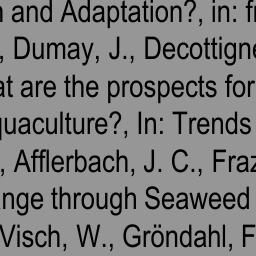 and Adaptation?, in:
, Dumay, J., Decottigne
at are the prospects for
quaculture?, In: Trends
, Afflerbach, J. C., Fraz
nge through Seaweed
Visch, W., Gröndahl, F